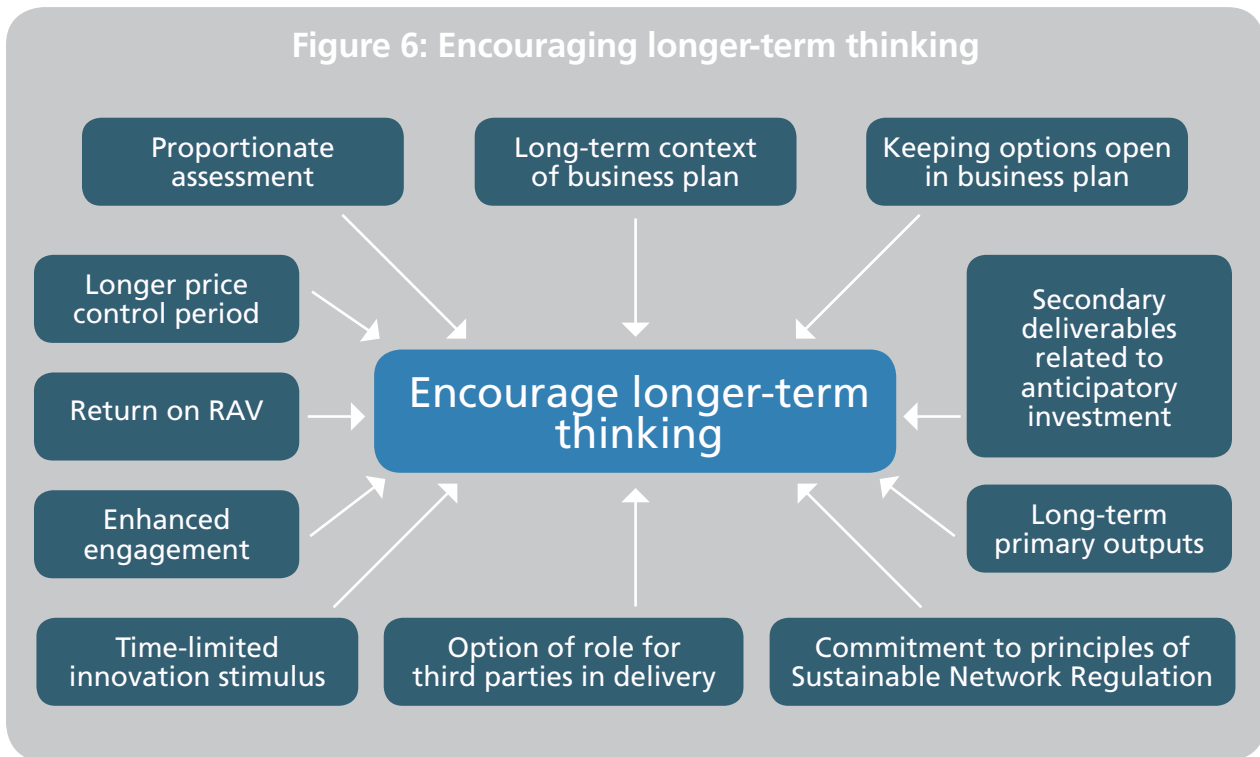 Figure 6: Encouraging longer-term thinking
Proportionate
assessment
Long-term context
of business plan
Keeping options open
in business plan
Longer price
control period
Secondary
deliverables
related to
anticipatory
investment
Return on RAV
Encourage longer-term
thinking
Enhanced
engagement
Long-term
primary outputs
Time-limited
innovation stimulus
Option of role for
third parties in delivery
Commitment to principles of
Sustainable Network Regulation